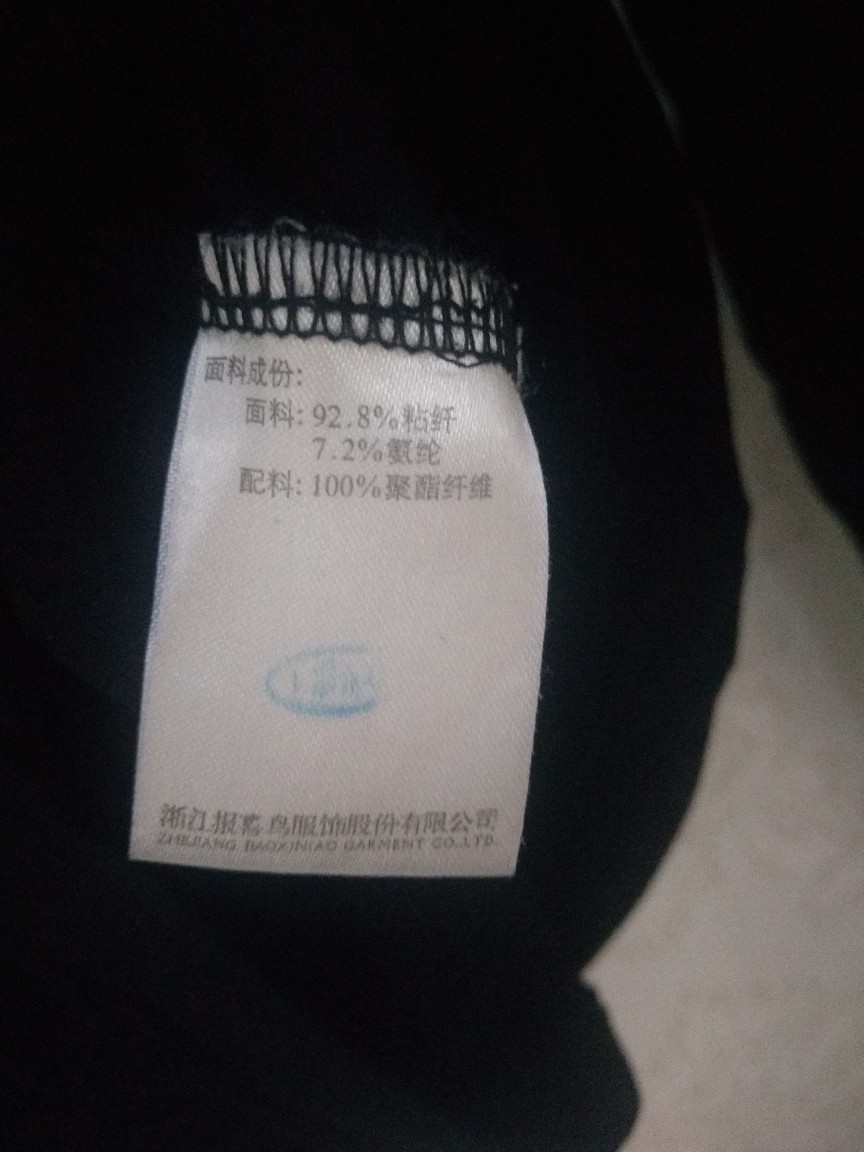 面料成份:
面料: 92.8%粘纤
7.2%氨纶
配料: 100%聚酯纤维
浙江报喜鸟服饰股份有限公司
ZHEJIANG BAOXINIAO GARMENT CO.,LTD.